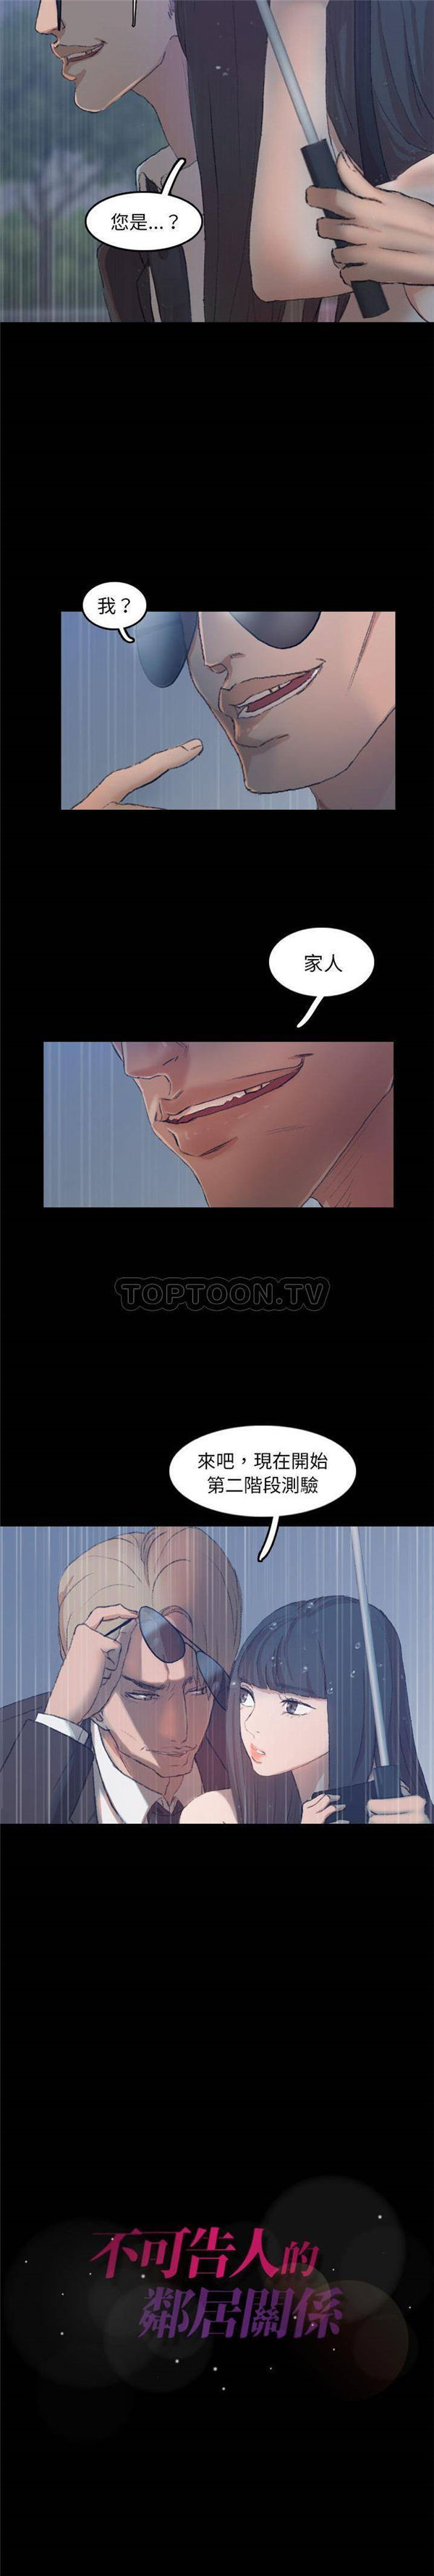 您是...？
我？
家人
TOPTOON.TV
來吧，現在開始
第二階段測驗
不可告人的
鄰居關係